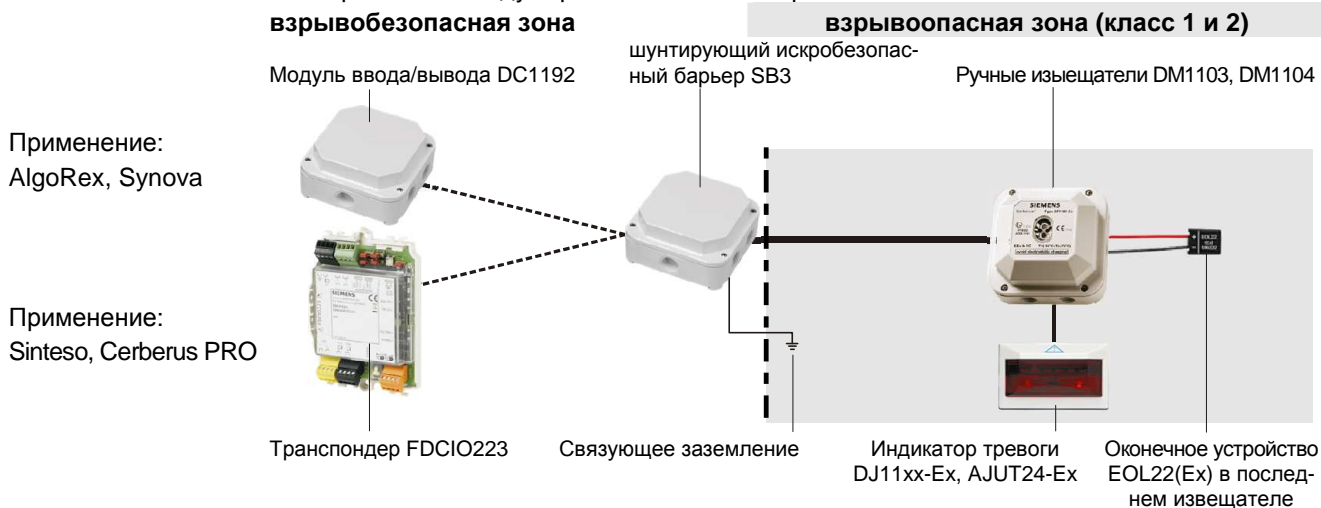 взрывобезопасная зона
взрывоопасная зона (класс 1 и 2)
шунтирующий искробезопас-
ный барьер SB3
Модуль ввода/вывода DC1192
Ручные изыещатели DM1103, DM1104
Применение:
AlgoRex, Synova
SIEMENS
EOL22
SIEMENS
Применение:
Sinteso, Cerberus PRO
Транспондер FDCIO223
Связующее заземление
Индикатор тревоги
DJ11xx-Ex, AJUT24-Ex
Оконечное устройство
EOL22(Ex) в послед-
нем извещателе